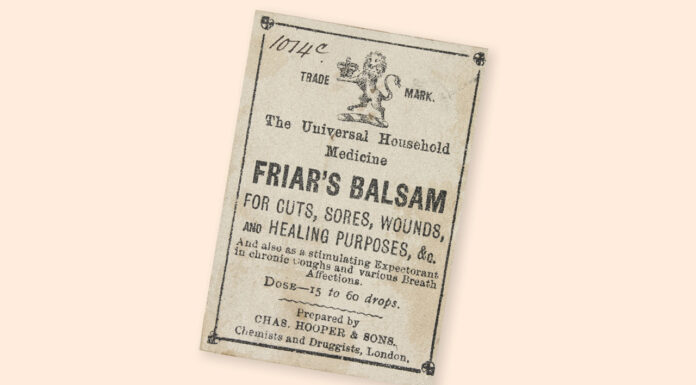 1014c
TRADE MARK.
The Universal Household
Medicine
FRIAR'S BALSAM
FOR CUTS, SORES, WOUNDS,
AND HEALING PURPOSES, &c.
And also as a stimulating Expectorant
in chronic Coughs and various Breath
Affections.
DOSE—15 to 60 drops.
Prepared by
CHAS. HOOPER & SONS,
Chemists and Druggists, London.